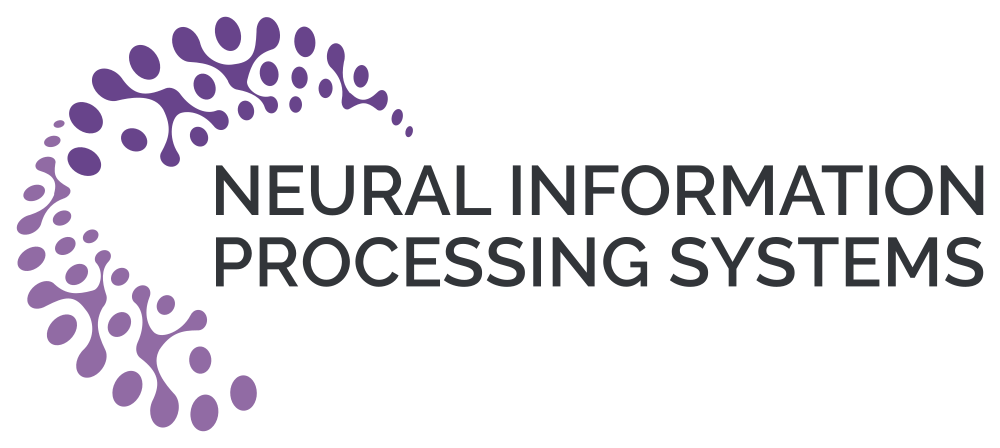 NEURAL INFORMATION
PROCESSING SYSTEMS